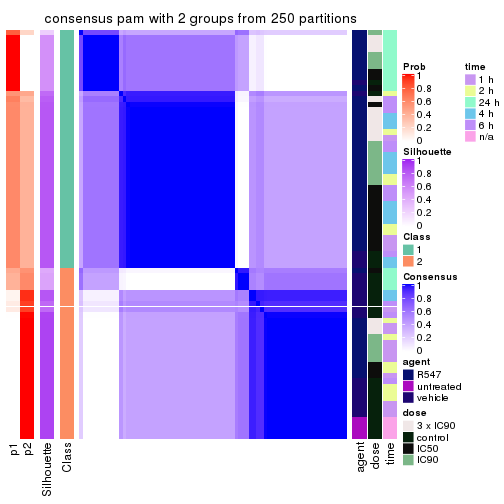 consensus pam with 2 groups from 250 partitions
Prob
1
0.8
0.6
0.4
0.2
0
Silhouette
1
0.8
0.6
0.4
0.2
0
Class
1
2
Consensus
1
0.8
0.6
0.4
0.2
0
agent
R547
untreated
vehicle
dose
3 x IC90
control
IC50
IC90
time
1 h
2 h
24 h
4 h
6 h
n/a
p1
p2
Silhouette
Class
agent
dose
time